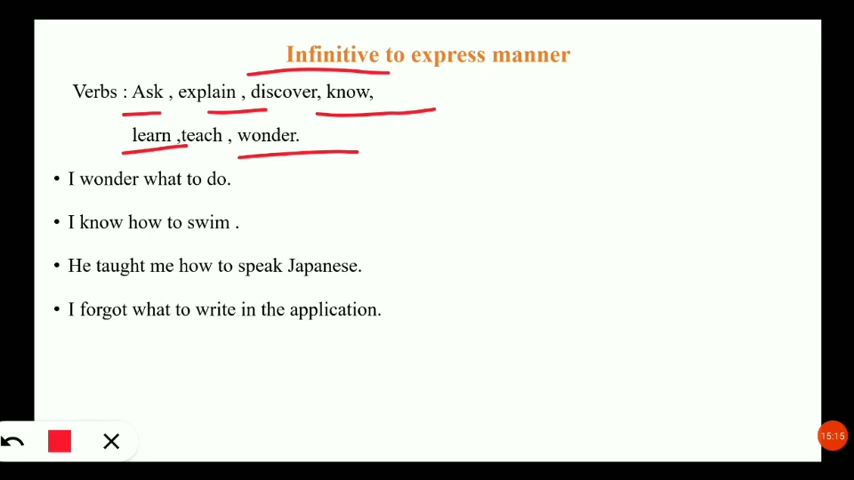 Infinitive to express manner
Verbs : Ask , explain , discover, know,
learn ,teach , wonder.
• I wonder what to do.
• I know how to swim .
• He taught me how to speak Japanese.
• I forgot what to write in the application.
15:15